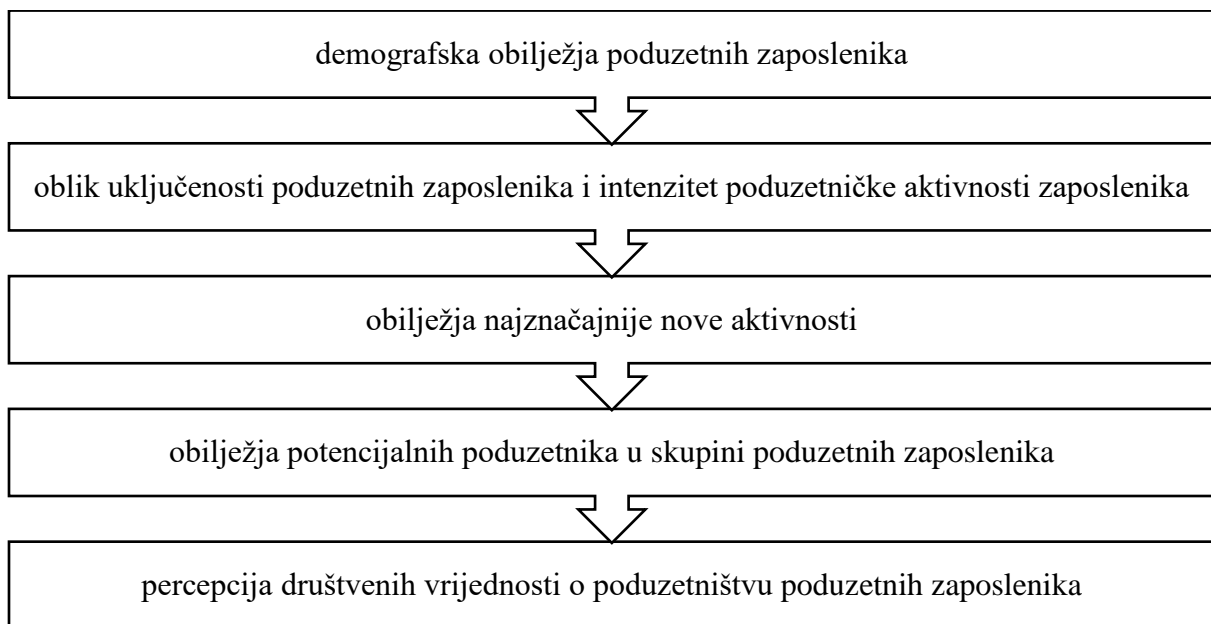 demografska obilježja poduzetnih zaposlenika
oblik uključenosti poduzetnih zaposlenika i intenzitet poduzetničke aktivnosti zaposlenika
obilježja najznačajnije nove aktivnosti
obilježja potencijalnih poduzetnika u skupini poduzetnih zaposlenika
percepcija društvenih vrijednosti o poduzetništvu poduzetnih zaposlenika